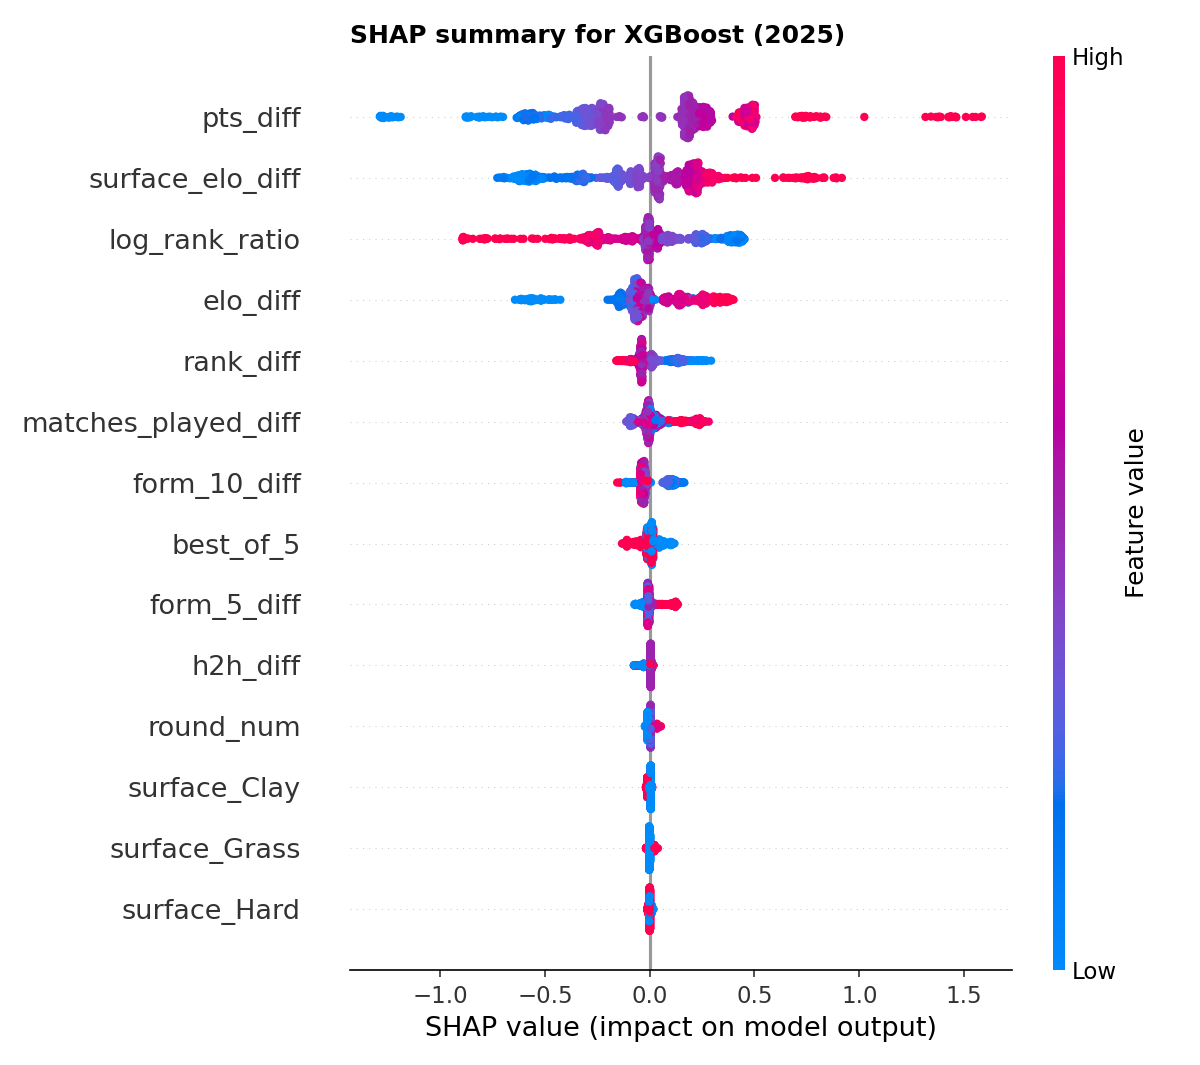 SHAP summary for XGBoost (2025)
High
pts_diff
surface_elo_diff
log_rank_ratio
elo_diff
rank_diff
matches_played_diff
form_10_diff
best_of_5
form_5_diff
h2h_diff
round_num
surface_Clay
surface_Grass
surface_Hard
Feature value
Low
−1.0 −0.5 0.0 0.5 1.0 1.5
SHAP value (impact on model output)